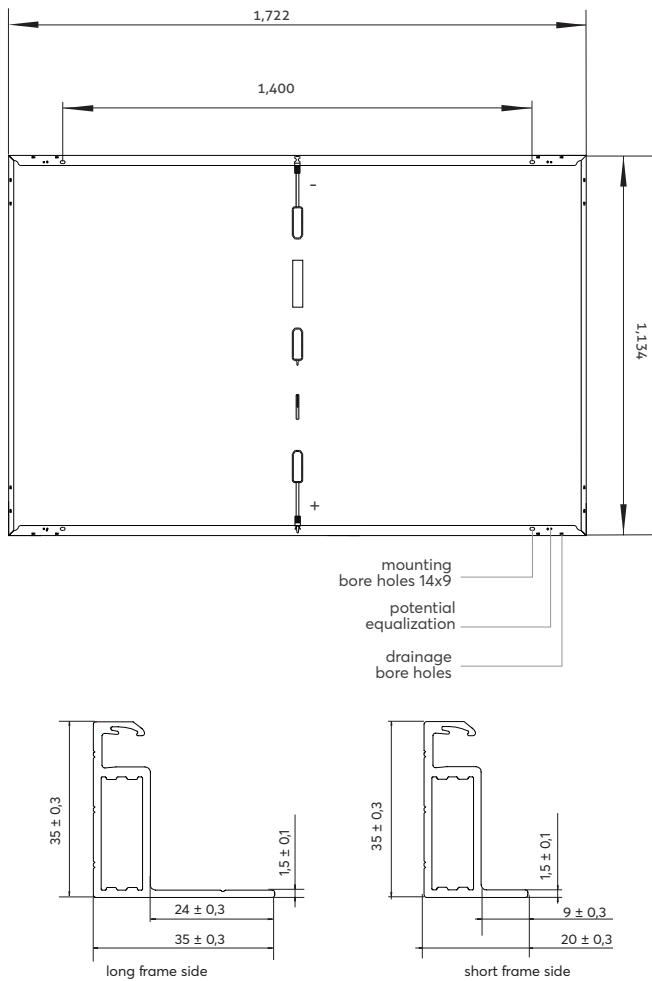 1,722
1,400
-
1,134
+
mounting
bore holes 14x9
potential
equalization
drainage
bore holes
35 ± 0,3
1,5 ± 0,1
24 ± 0,3
35 ± 0,3
long frame side
35 ± 0,3
1,5 ± 0,1
9 ± 0,3
20 ± 0,3
short frame side